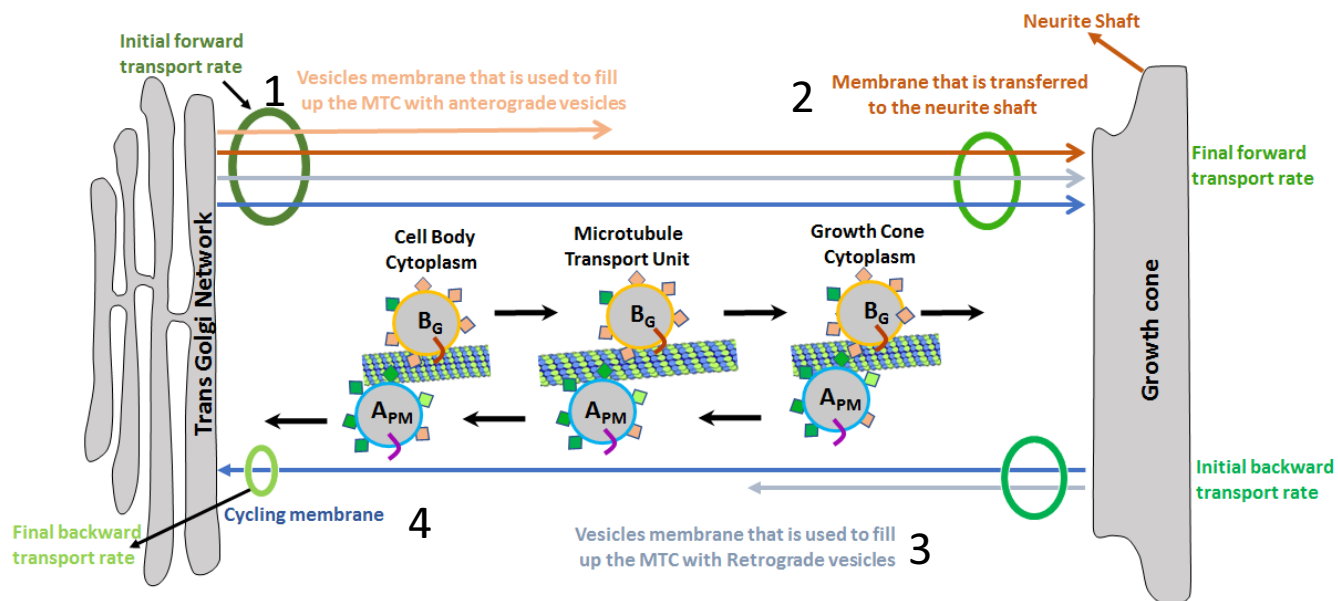 Neurite Shaft
Initial forward
transport rate
1
Vesicles membrane that is used to fill
up the MTC with anterograde vesicles
2
Membrane that is transferred
to the neurite shaft
Final forward
transport rate
Trans Golgi Network
Cell Body
Cytoplasm
Microtubule
Transport Unit
Growth Cone
Cytoplasm
BG
BG
BG
APM
APM
APM
Growth cone
Initial backward
transport rate
Cycling membrane
4
Final backward
transport rate
Vesicles membrane that is used to fill
up the MTC with Retrograde vesicles
3